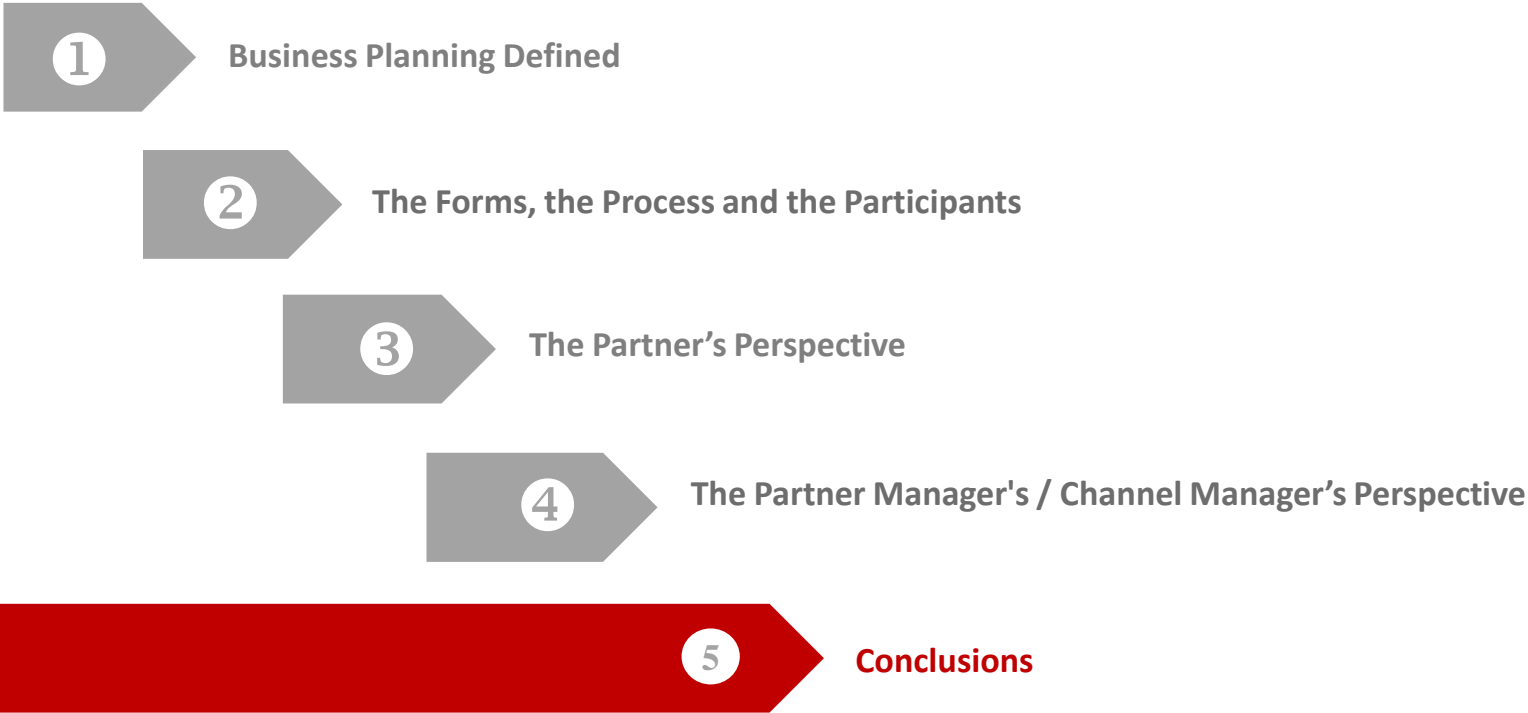 1 Business Planning Defined
2 The Forms, the Process and the Participants
3 The Partner’s Perspective
4 The Partner Manager's / Channel Manager’s Perspective
5 Conclusions